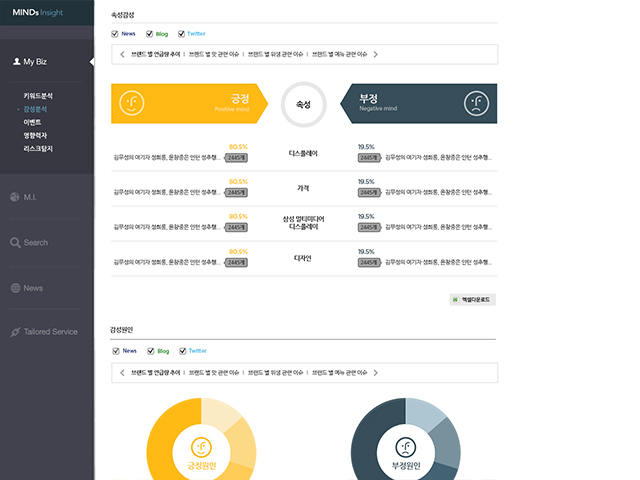 MINDs Insight
My Biz
키워드분석
감성분석
이벤트
영향력자
리스크탐지
M.I.
Search
News
Tailored Service
속성감성
News Blog Twitter
브랜드 별 언급량 추이 | 브랜드 별 맛 관련 이슈 | 브랜드 별 위생 관련 이슈 | 브랜드 별 메뉴 관련 이슈
긍정
Positive mind
속성
부정
Negative mind
80.5% 디스플레이 19.5%
김무성의 여기자 성희롱, 윤창중은 인턴 성추행... 2445개 2445개 김무성의 여기자 성희롱, 윤창중은 인턴 성추행...
80.5% 가격 19.5%
김무성의 여기자 성희롱, 윤창중은 인턴 성추행... 2445개 2445개 김무성의 여기자 성희롱, 윤창중은 인턴 성추행...
80.5% 삼성 멀티미디어 19.5%
디스플레이
김무성의 여기자 성희롱, 윤창중은 인턴 성추행... 2445개 2445개 김무성의 여기자 성희롱, 윤창중은 인턴 성추행...
80.5% 디자인 19.5%
김무성의 여기자 성희롱, 윤창중은 인턴 성추행... 2445개 2445개 김무성의 여기자 성희롱, 윤창중은 인턴 성추행...
엑셀다운로드
감성원인
News Blog Twitter
브랜드 별 언급량 추이 | 브랜드 별 맛 관련 이슈 | 브랜드 별 위생 관련 이슈 | 브랜드 별 메뉴 관련 이슈
긍정원인
부정원인